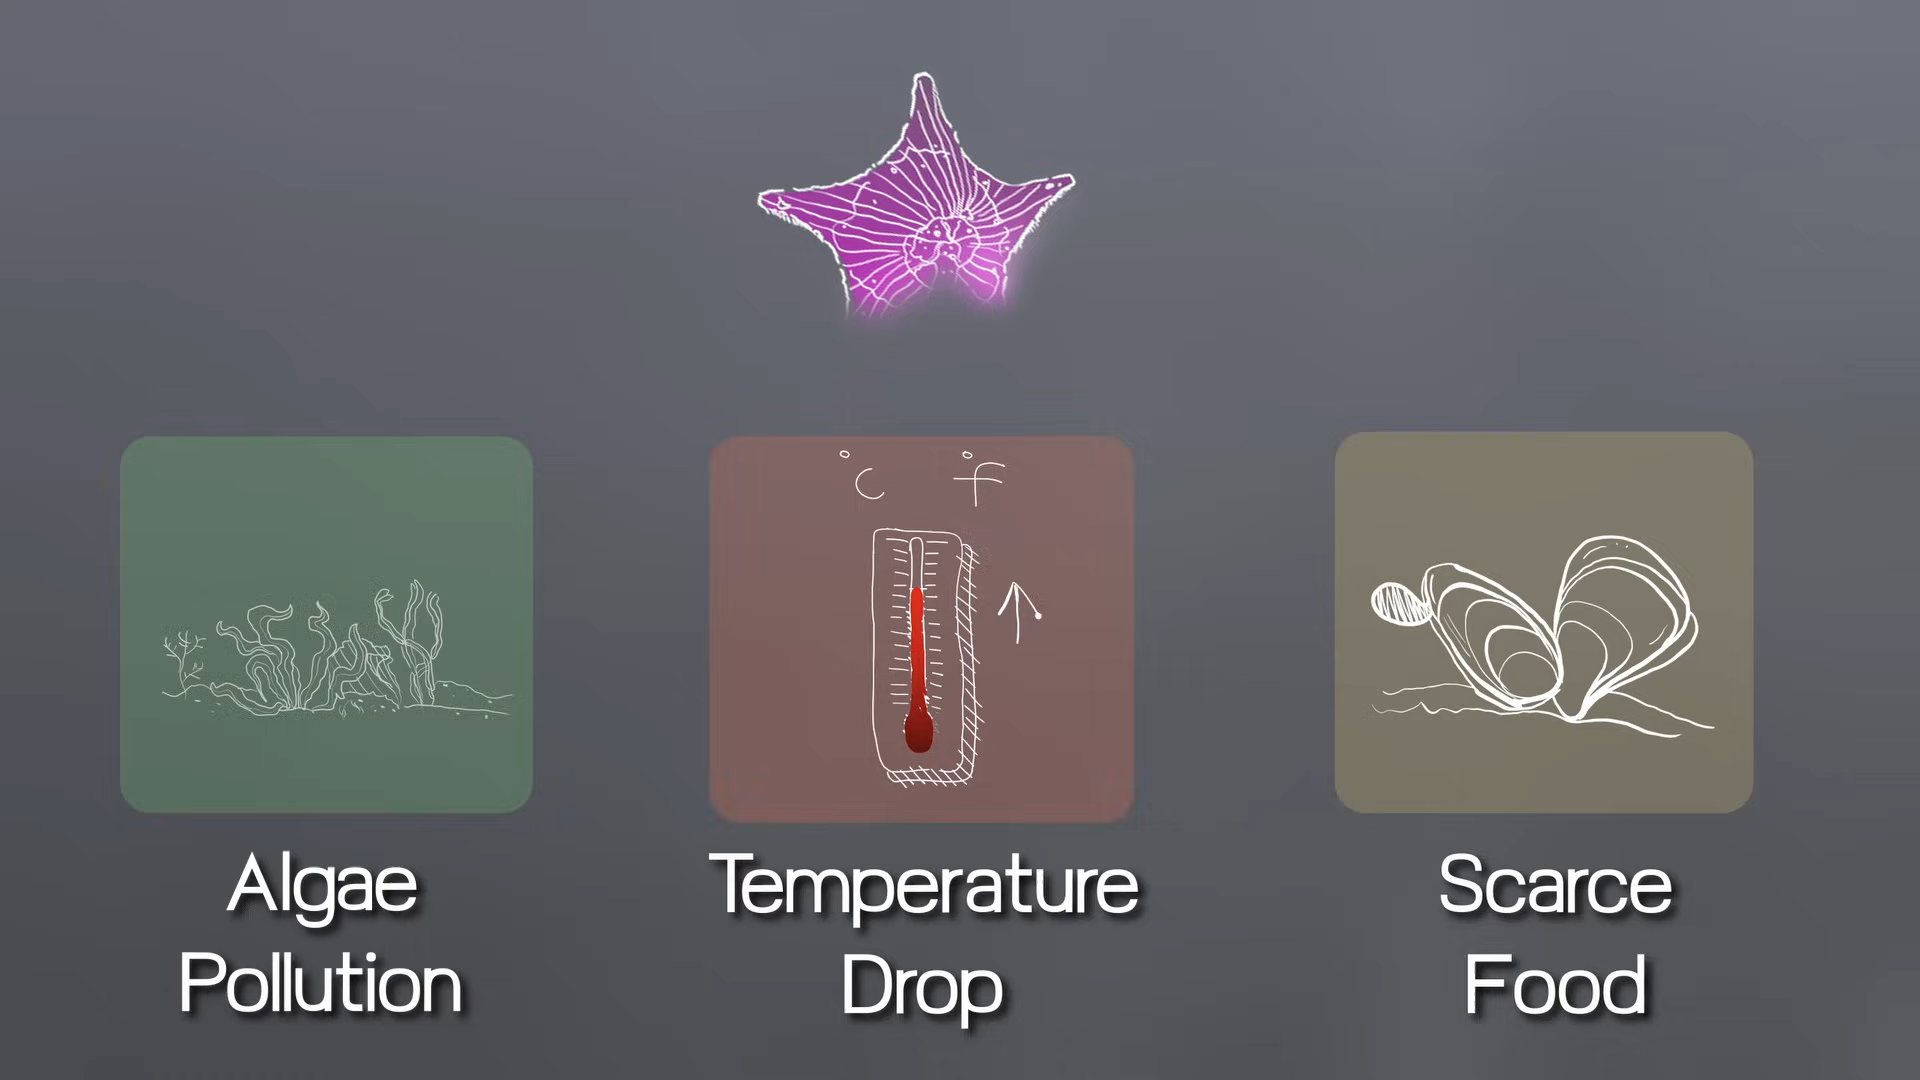 °C °F
Algae
Pollution
Temperature
Drop
Scarce
Food